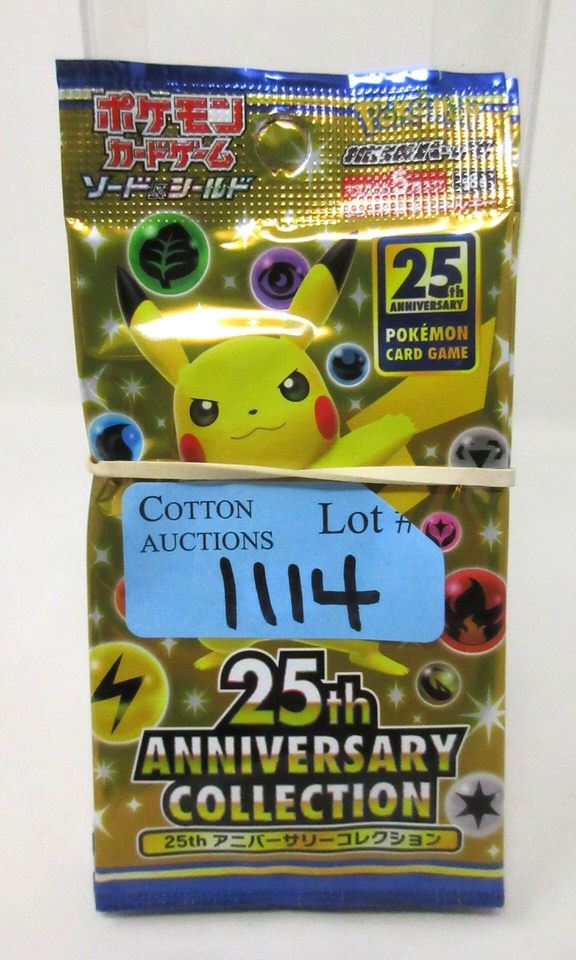 ポケモン
カードゲーム
ソード&シールド
POKÉMON
25th
ANNIVERSARY
POKÉMON
CARD GAME
COTTON
AUCTIONS
Lot #
1114
25th
ANNIVERSARY
COLLECTION
25th アニバーサリーコレクション